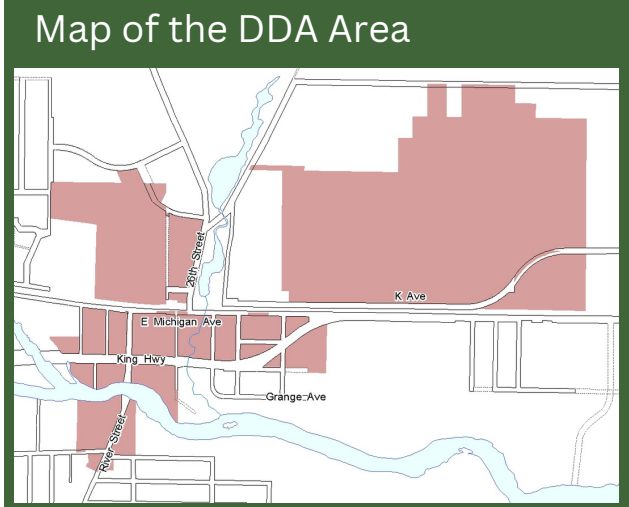 Map of the DDA Area
26th Street
K Ave
E Michigan Ave
King Hwy
Grange Ave
River Street